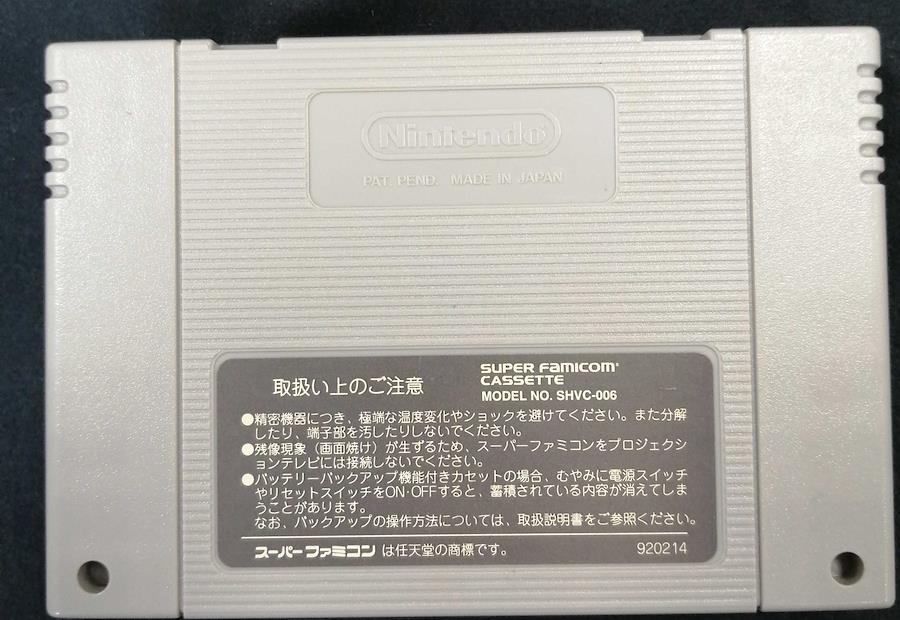 Nintendo
PAT. PEND. MADE IN JAPAN
取扱い上のご注意
SUPER FAMICOM
CASSETTE
MODEL NO. SHVC-006
●精密機器につき、極端な温度変化やショックを避けてください。また分解
したり、端子部を汚したりしないでください。
●残像現象（画面焼け）が生ずるため、スーパーファミコンをプロジェクシ
ョンテレビには接続しないでください。
●バッテリーバックアップ機能付きカセットの場合、むやみに電源スイッチ
やリセットスイッチをON·OFFすると、蓄積されている内容が消えてしま
うことがあります。
なお、バックアップの操作方法については、取扱説明書をご参照ください。
スーパーファミコン は任天堂の商標です。
920214